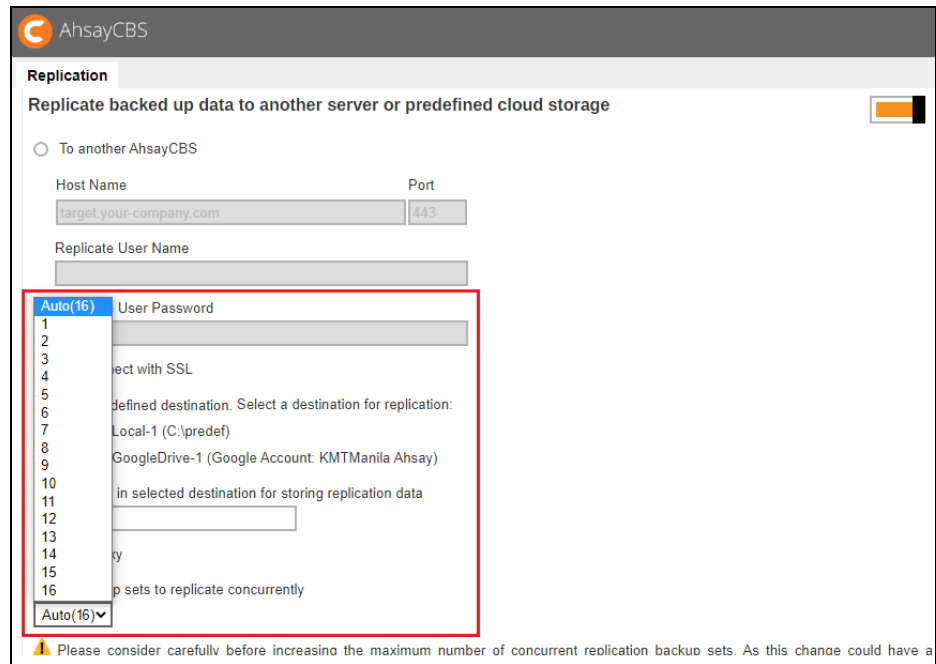 AhsayCBS
Replication
Replicate backed up data to another server or predefined cloud storage
To another AhsayCBS
Host Name Port
target.your-company.com 443
Replicate User Name
Auto(16) User Password
1
2
3
ect with SSL
4
5
defined destination. Select a destination for replication:
6
7 Local-1 (C:\predef)
8
9 GoogleDrive-1 (Google Account: KMTManila Ahsay)
10
11 in selected destination for storing replication data
12
13
14 xy
15
16 p sets to replicate concurrently
Auto(16)
Please consider carefully before increasing the maximum number of concurrent replication backup sets. As this change could have a